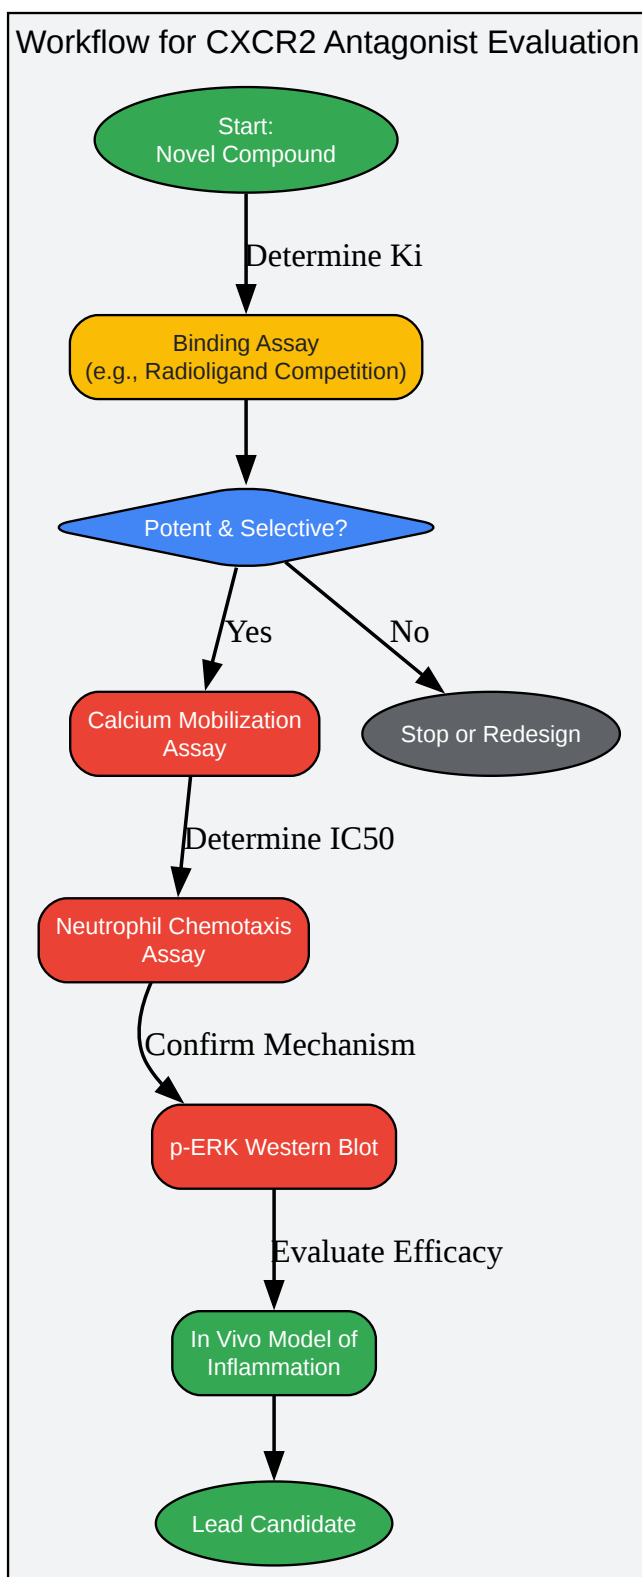 Workflow for CXCR2 Antagonist Evaluation
Start:
Novel Compound
Determine Ki
Binding Assay
(e.g., Radioligand Competition)
Potent & Selective?
Yes
No
Calcium Mobilization
Assay
Stop or Redesign
Determine IC50
Neutrophil Chemotaxis
Assay
Confirm Mechanism
p-ERK Western Blot
Evaluate Efficacy
In Vivo Model of
Inflammation
Lead Candidate